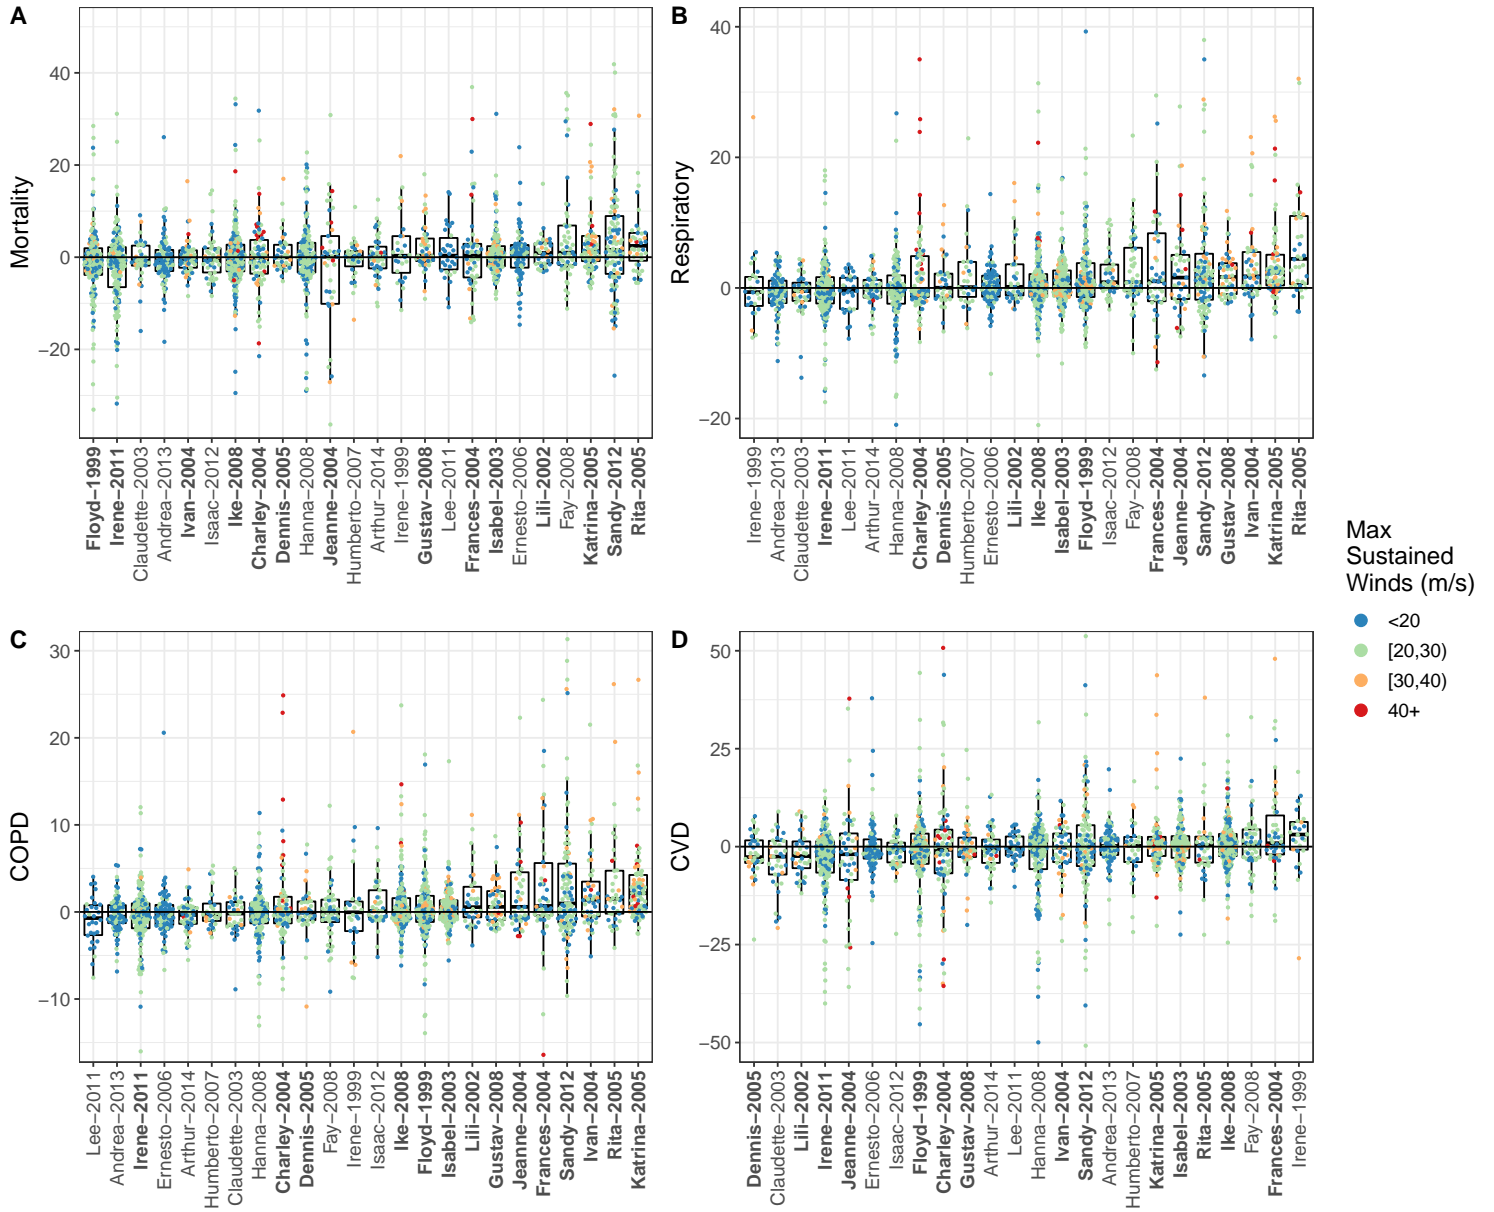 A
Mortality
40
20
0
−20
Floyd−1999
Irene−2011
Claudette−2003
Andrea−2013
Ivan−2004
Isaac−2012
Ike−2008
Charley−2004
Dennis−2005
Hanna−2008
Jeanne−2004
Humberto−2007
Arthur−2014
Irene−1999
Gustav−2008
Lee−2011
Frances−2004
Isabel−2003
Ernesto−2006
Lili−2002
Fay−2008
Katrina−2005
Sandy−2012
Rita−2005
B
Respiratory
40
20
0
−20
Irene−1999
Andrea−2013
Claudette−2003
Irene−2011
Lee−2011
Arthur−2014
Hanna−2008
Charley−2004
Dennis−2005
Humberto−2007
Ernesto−2006
Lili−2002
Ike−2008
Isabel−2003
Floyd−1999
Isaac−2012
Fay−2008
Frances−2004
Jeanne−2004
Sandy−2012
Gustav−2008
Ivan−2004
Katrina−2005
Rita−2005
C
COPD
30
20
10
0
−10
Lee−2011
Andrea−2013
Irene−2011
Ernesto−2006
Arthur−2014
Humberto−2007
Claudette−2003
Hanna−2008
Charley−2004
Dennis−2005
Fay−2008
Irene−1999
Isaac−2012
Ike−2008
Floyd−1999
Isabel−2003
Lili−2002
Gustav−2008
Jeanne−2004
Frances−2004
Sandy−2012
Ivan−2004
Rita−2005
Katrina−2005
D
CVD
50
25
0
−25
−50
Dennis−2005
Claudette−2003
Lili−2002
Irene−2011
Jeanne−2004
Ernesto−2006
Isaac−2012
Floyd−1999
Charley−2004
Gustav−2008
Arthur−2014
Lee−2011
Hanna−2008
Ivan−2004
Sandy−2012
Andrea−2013
Humberto−2007
Katrina−2005
Isabel−2003
Rita−2005
Ike−2008
Fay−2008
Frances−2004
Irene−1999
Max
Sustained
Winds (m/s)
<20
[20,30)
[30,40)
40+